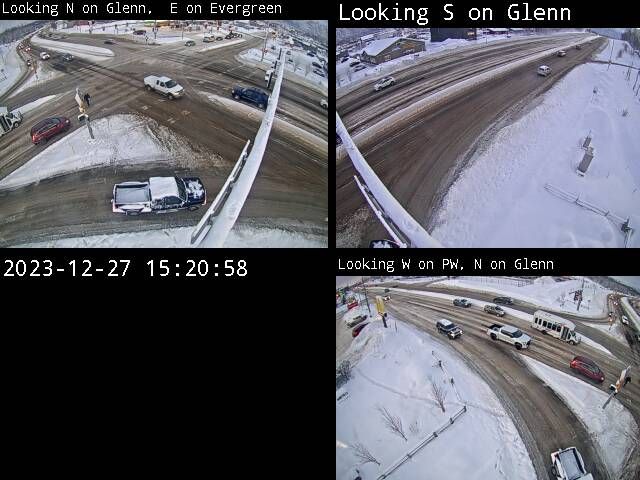 Looking N on Glenn, E on Evergreen
Looking S on Glenn
2023-12-27 15:20:58
Looking W on PW, N on Glenn